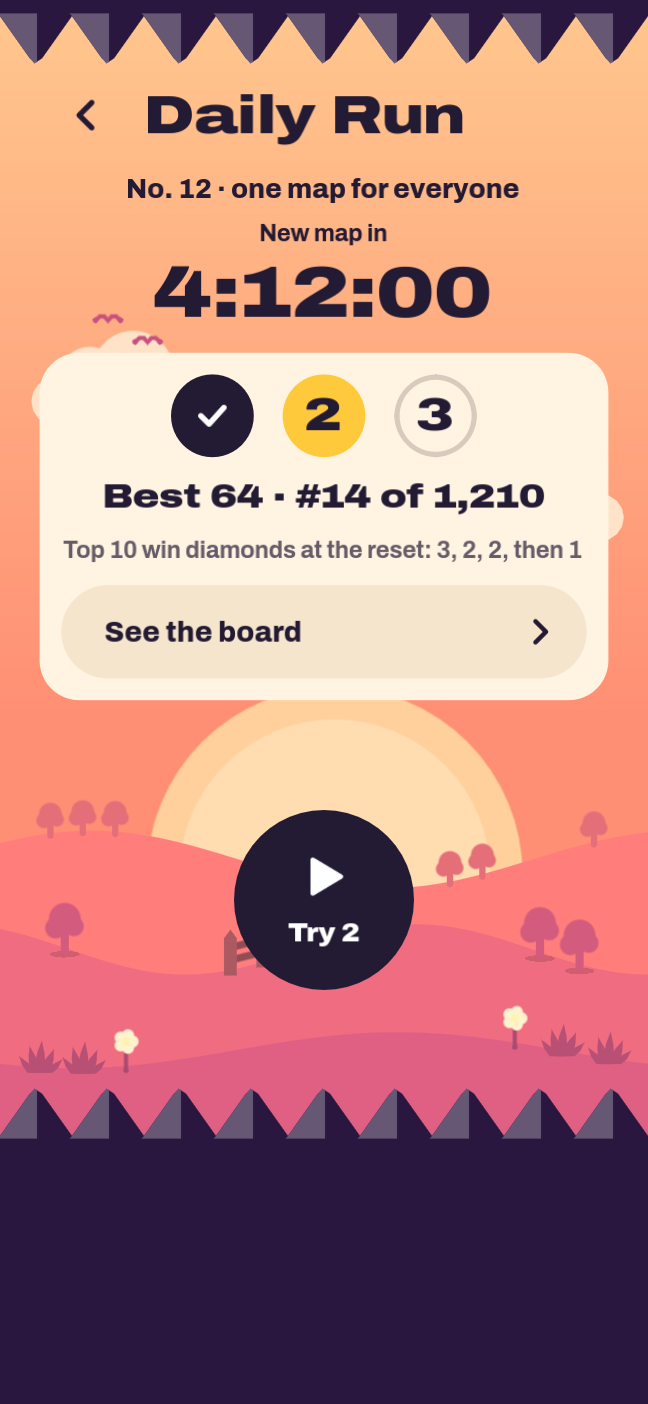 Daily Run
No. 12 · one map for everyone
New map in
4:12:00
2 3
Best 64 · #14 of 1,210
Top 10 win diamonds at the reset: 3, 2, 2, then 1
See the board
Try 2